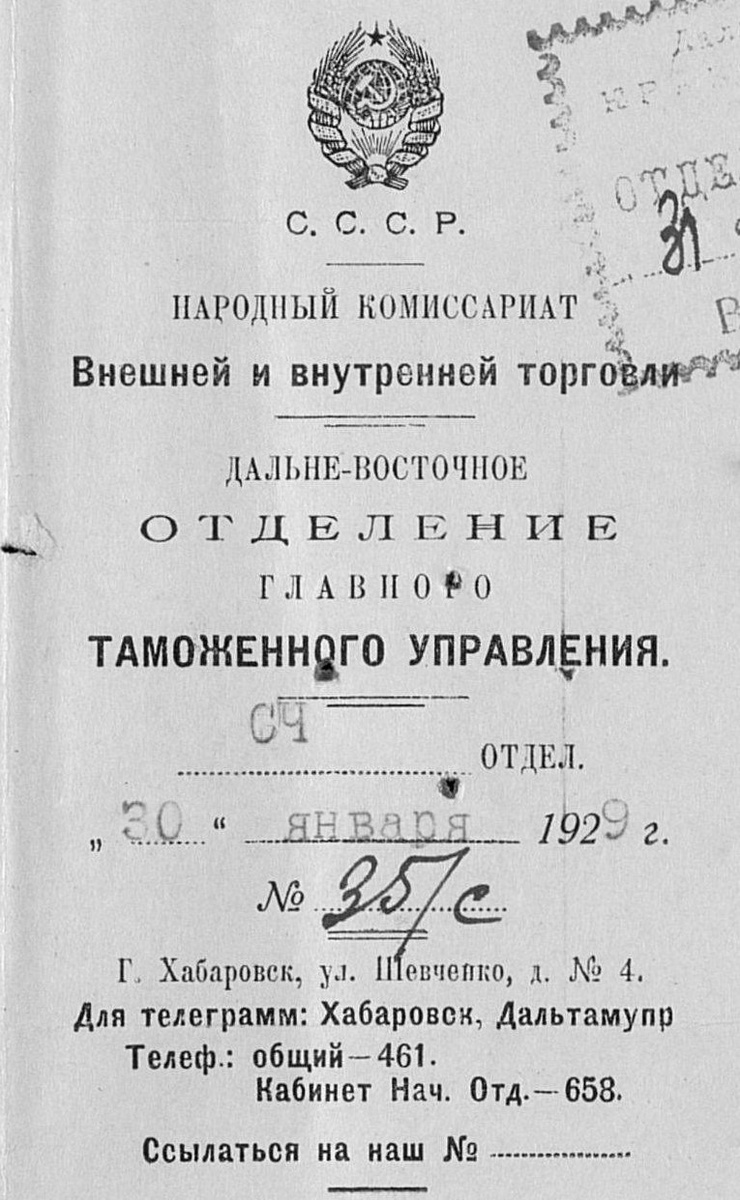 С. С. С. Р.
НАРОДНЫЙ КОМИССАРИАТ
Внешней и внутренней торговли
ДАЛЬНЕ-ВОСТОЧНОЕ
ОТДЕЛЕНИЕ
ГЛАВНОГО
ТАМОЖЕННОГО УПРАВЛЕНИЯ.
СЧ
ОТДЕЛ.
„ 30 “ января 1929 г.
№ 35/с
Г. Хабаровск, ул. Шевченко, д. № 4.
Для телеграмм: Хабаровск, Дальтамупр
Телеф.: общий—461.
Кабинет Нач. Отд.—658.
Ссылаться на наш №